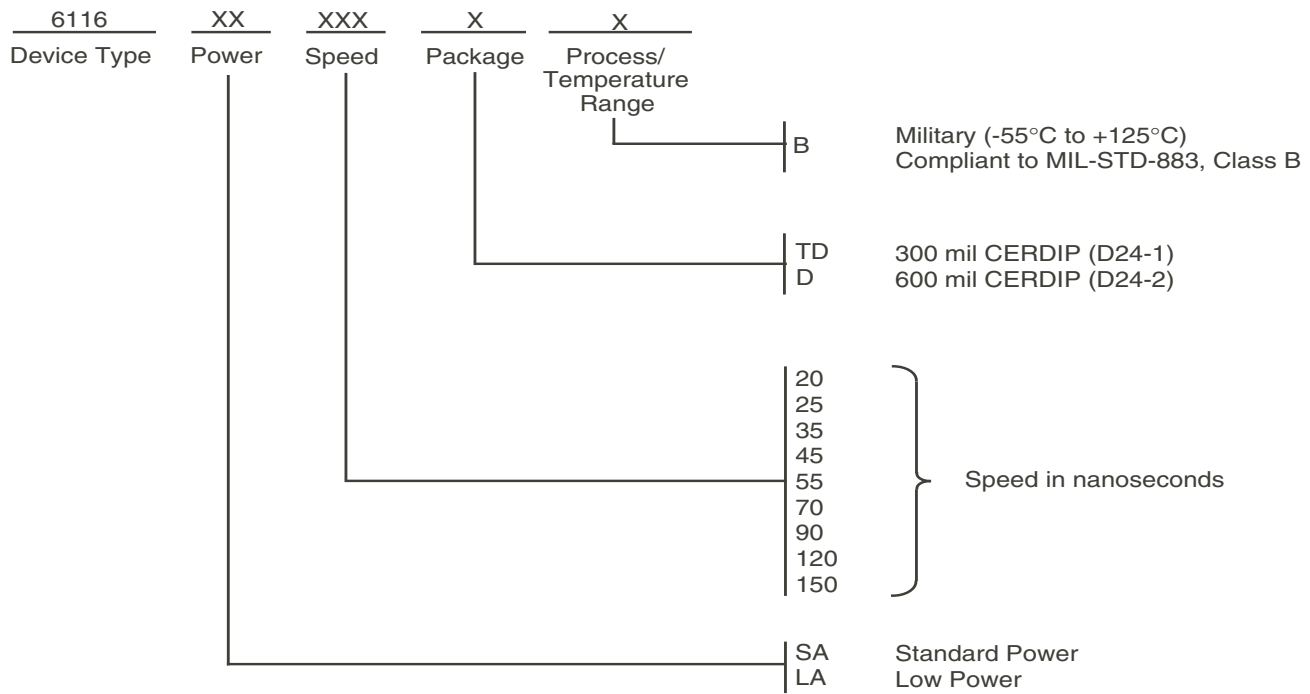 6116 XX XXX X X
Device Type Power Speed Package Process/
Temperature
Range
B Military (-55°C to +125°C)
Compliant to MIL-STD-883, Class B
TD 300 mil CERDIP (D24-1)
D 600 mil CERDIP (D24-2)
20
25
35
45
55 Speed in nanoseconds
70
90
120
150
SA Standard Power
LA Low Power